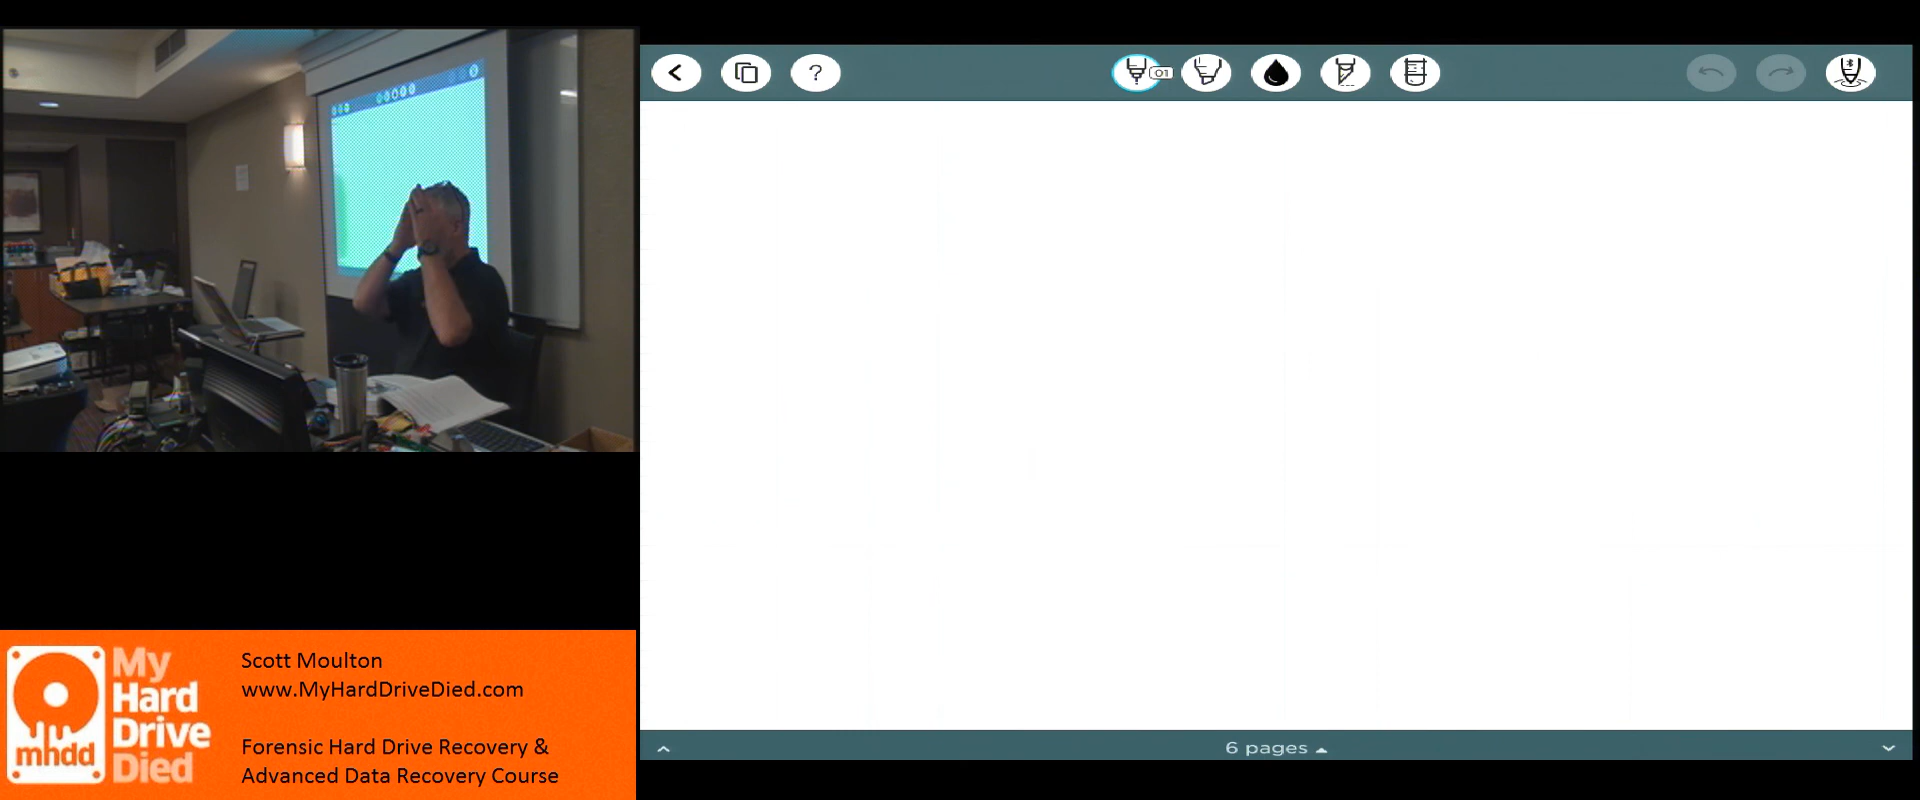 ?
01
6 pages
My
Hard
Drive
Died
mhdd
Scott Moulton
www.MyHardDriveDied.com
Forensic Hard Drive Recovery &
Advanced Data Recovery Course